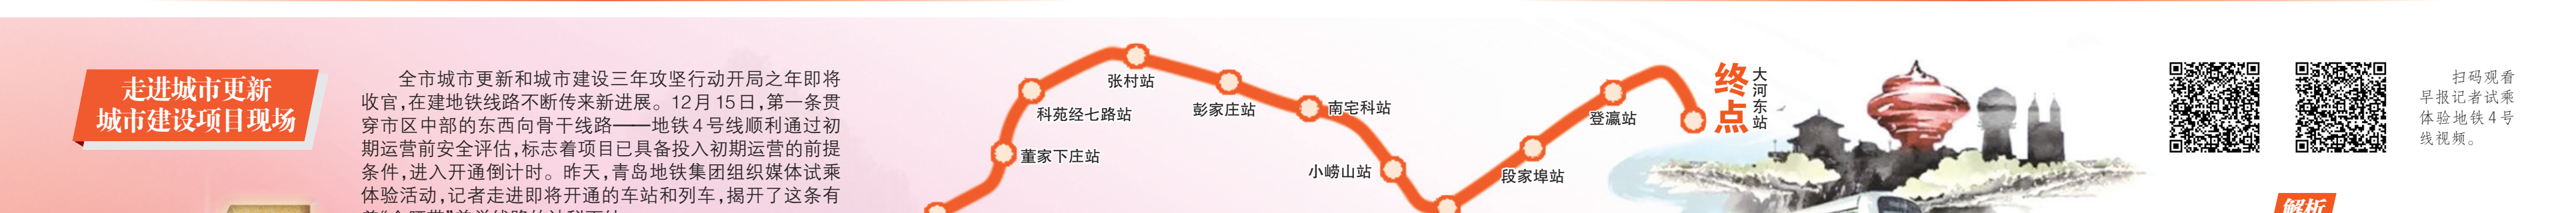 走进城市更新
城市建设项目现场
全市城市更新和城市建设三年攻坚行动开局之年即将
收官,在建地铁线路不断传来新进展。12月15日,第一条贯
穿市区中部的东西向骨干线路——地铁4号线顺利通过初
期运营前安全评估,标志着项目已具备投入初期运营的前提
条件,进入开通倒计时。昨天,青岛地铁集团组织媒体试乘
体验活动,记者走进即将开通的车站和列车,揭开了这条有
董家下庄站
科苑经七路站
张村站
彭家庄站
南宅科站
小崂山站
段家埠站
登瀛站
终点
大河东站
扫码观看
早报记者试乘
体验地铁4号
线视频。
解析